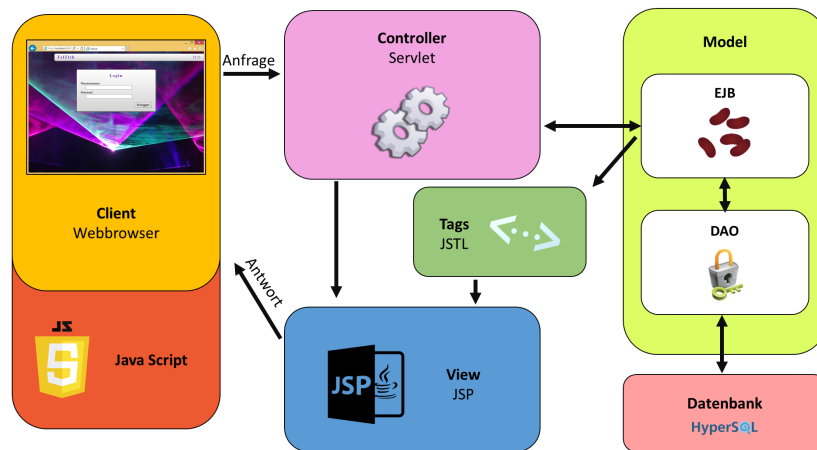 Login
Anfrage
Controller
Servlet
Model
EJB
Client
Webbrowser
Tags
JSTL
DAO
Antwort
JS
Java Script
JSP
View
JSP
Datenbank
HyperSQL